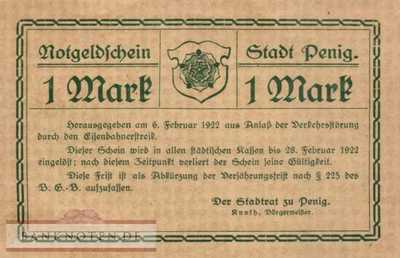 Notgeldschein Stadt Penig.
1 Mark 1 Mark
Herausgegeben am 6. Februar 1922 aus Anlaß der Verkehrsstörung
durch den Eisenbahnerstreik.
Dieser Schein wird in allen städtischen Kassen bis 28. Februar 1922
eingelöst; nach diesem Zeitpunkt verliert der Schein seine Gültigkeit.
Diese Frist ist als Abkürzung der Verjährungsfrist nach § 225 des
B. G.-B. aufzufassen.
Der Stadtrat zu Penig.
Knuth, Bürgermeister.
BANKNOTEN.DE